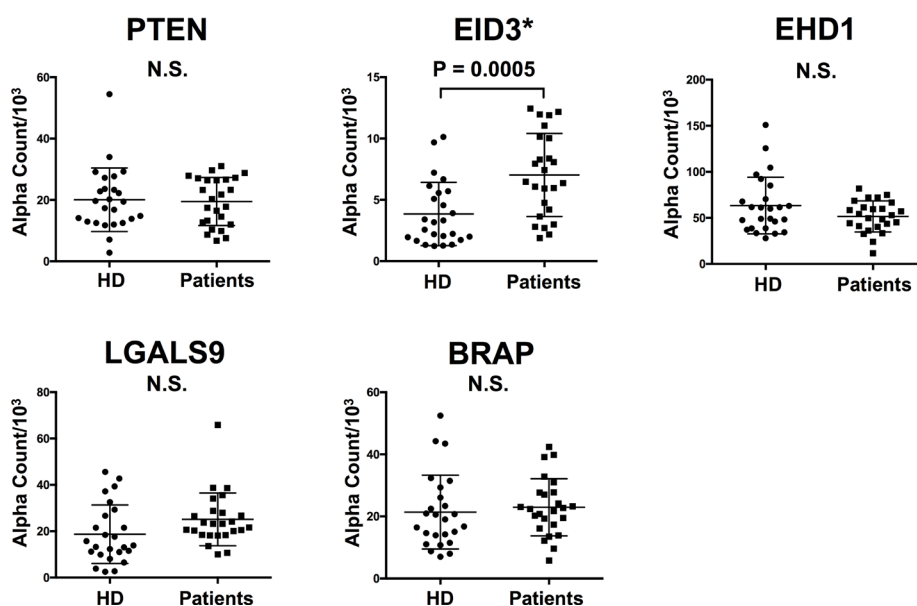 PTEN
N.S.
Alpha Count/10³
60
40
20
0
HD Patients
EID3*
P = 0.0005
Alpha Count/10³
15
10
5
0
HD Patients
EHD1
N.S.
Alpha Count/10³
200
150
100
50
0
HD Patients
LGALS9
N.S.
Alpha Count/10³
80
60
40
20
0
HD Patients
BRAP
N.S.
Alpha Count/10³
60
40
20
0
HD Patients